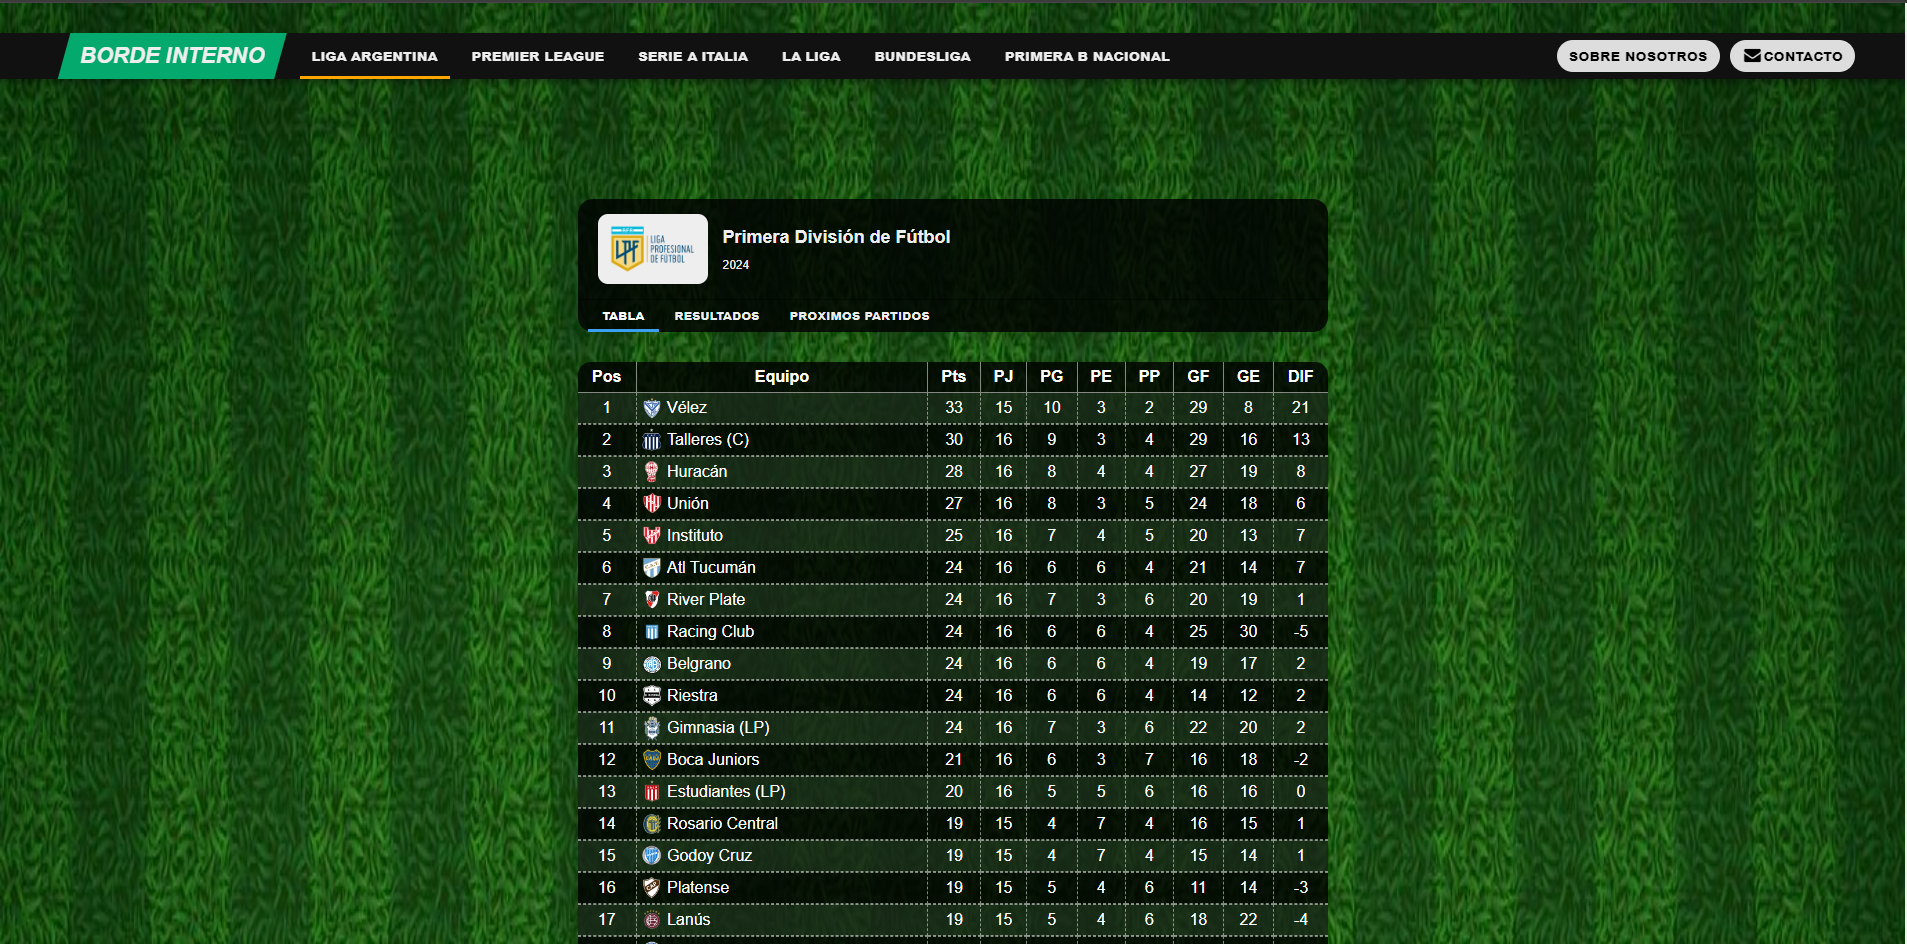 BORDE INTERNO LIGA ARGENTINA PREMIER LEAGUE SERIE A ITALIA LA LIGA BUNDESLIGA PRIMERA B NACIONAL SOBRE NOSOTROS CONTACTO
LPF LIGA PROFESIONAL DE FÚTBOL
Primera División de Fútbol
2024
TABLA RESULTADOS PROXIMOS PARTIDOS
Pos Equipo Pts PJ PG PE PP GF GE DIF
1 Vélez 33 15 10 3 2 29 8 21
2 Talleres (C) 30 16 9 3 4 29 16 13
3 Huracán 28 16 8 4 4 27 19 8
4 Unión 27 16 8 3 5 24 18 6
5 Instituto 25 16 7 4 5 20 13 7
6 Atl Tucumán 24 16 6 6 4 21 14 7
7 River Plate 24 16 7 3 6 20 19 1
8 Racing Club 24 16 6 6 4 25 30 -5
9 Belgrano 24 16 6 6 4 19 17 2
10 Riestra 24 16 6 6 4 14 12 2
11 Gimnasia (LP) 24 16 7 3 6 22 20 2
12 Boca Juniors 21 16 6 3 7 16 18 -2
13 Estudiantes (LP) 20 16 5 5 6 16 16 0
14 Rosario Central 19 15 4 7 4 16 15 1
15 Godoy Cruz 19 15 4 7 4 15 14 1
16 Platense 19 15 5 4 6 11 14 -3
17 Lanús 19 15 5 4 6 18 22 -4